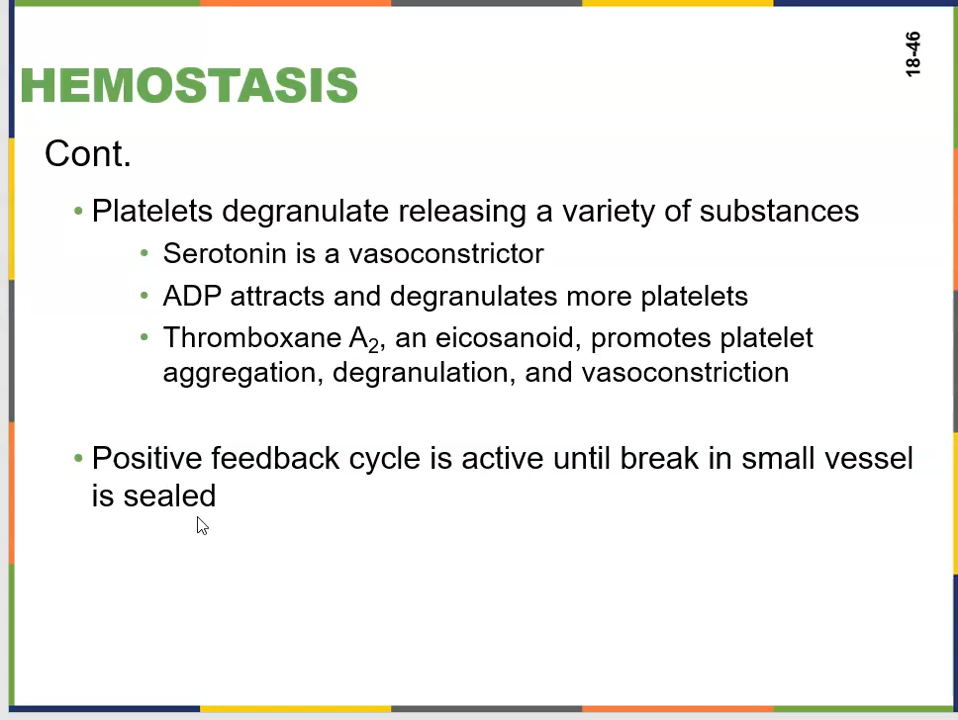 18-46
HEMOSTASIS
Cont.
• Platelets degranulate releasing a variety of substances
• Serotonin is a vasoconstrictor
• ADP attracts and degranulates more platelets
• Thromboxane A₂, an eicosanoid, promotes platelet
aggregation, degranulation, and vasoconstriction
• Positive feedback cycle is active until break in small vessel
is sealed